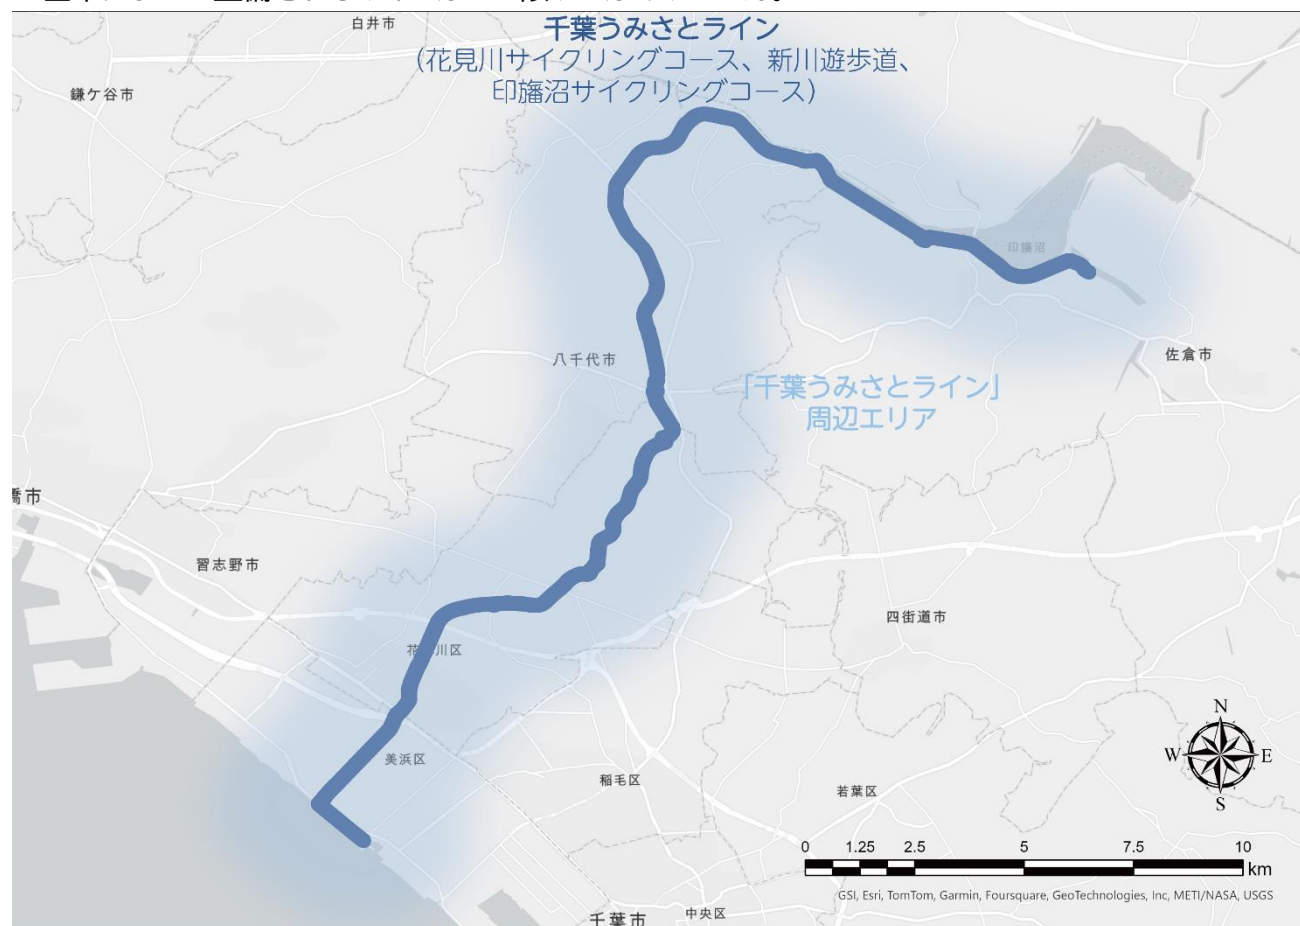 白井市
千葉うみさとライン
(花見川サイクリングコース、新川遊歩道、
印旛沼サイクリングコース)
鎌ケ谷市
印旛沼
佐倉市
八千代市
「千葉うみさとライン」
周辺エリア
橋市
習志野市
四街道市
川区
美浜区
稲毛区
若葉区
N
W E
S
0 1.25 2.5 5 7.5 10
km
GSI, Esri, TomTom, Garmin, Foursquare, GeoTechnologies, Inc, METI/NASA, USGS
千葉市
中央区